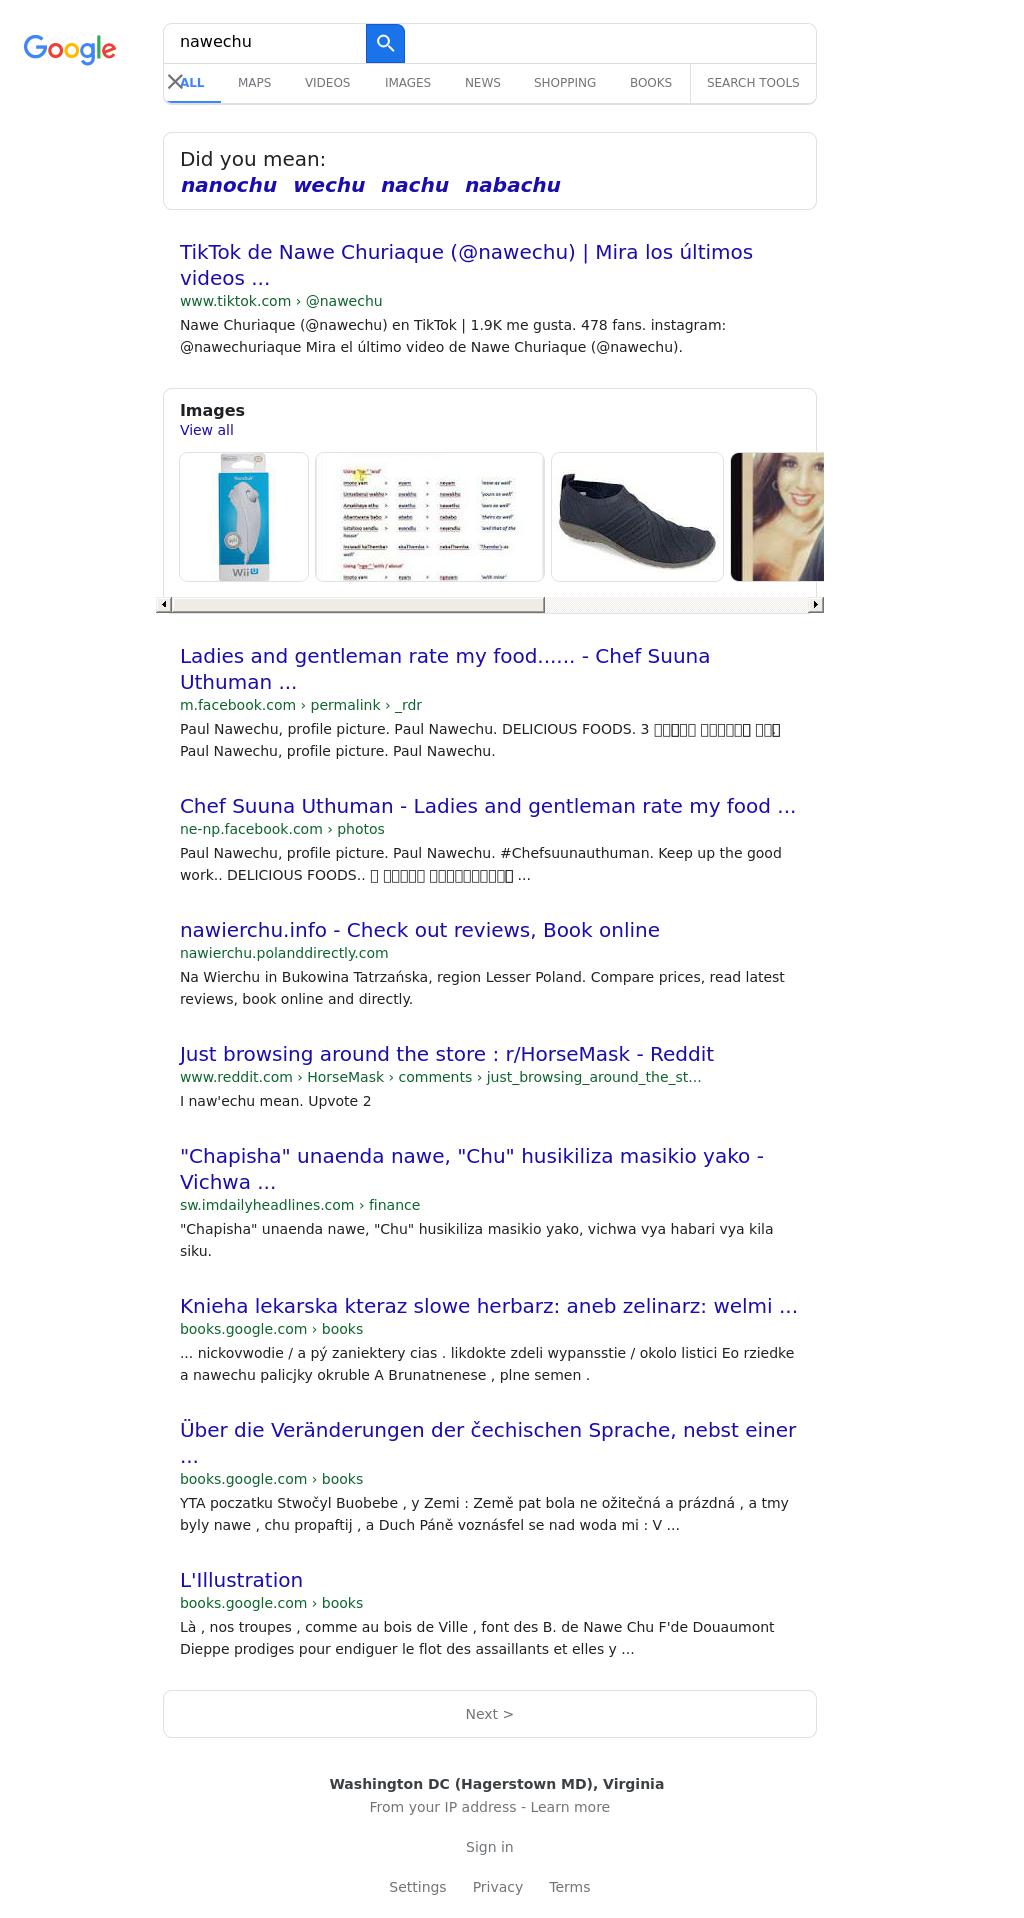 Google
nawechu
ALL MAPS VIDEOS IMAGES NEWS SHOPPING BOOKS SEARCH TOOLS
Did you mean:
nanochu wechu nachu nabachu
TikTok de Nawe Churiaque (@nawechu) | Mira los últimos
videos ...
www.tiktok.com › @nawechu
Nawe Churiaque (@nawechu) en TikTok | 1.9K me gusta. 478 fans. instagram:
@nawechuriaque Mira el último video de Nawe Churiaque (@nawechu).
Images
View all
Wii U
Ladies and gentleman rate my food...... - Chef Suuna
Uthuman ...
m.facebook.com › permalink › _rdr
Paul Nawechu, profile picture. Paul Nawechu. DELICIOUS FOODS. 3
Paul Nawechu, profile picture. Paul Nawechu.
Chef Suuna Uthuman - Ladies and gentleman rate my food ...
ne-np.facebook.com › photos
Paul Nawechu, profile picture. Paul Nawechu. #Chefsuunauthuman. Keep up the good
work.. DELICIOUS FOODS.. ...
nawierchu.info - Check out reviews, Book online
nawierchu.polanddirectly.com
Na Wierchu in Bukowina Tatrzańska, region Lesser Poland. Compare prices, read latest
reviews, book online and directly.
Just browsing around the store : r/HorseMask - Reddit
www.reddit.com › HorseMask › comments › just_browsing_around_the_st...
I naw'echu mean. Upvote 2
"Chapisha" unaenda nawe, "Chu" husikiliza masikio yako -
Vichwa ...
sw.imdailyheadlines.com › finance
"Chapisha" unaenda nawe, "Chu" husikiliza masikio yako, vichwa vya habari vya kila
siku.
Knieha lekarska kteraz slowe herbarz: aneb zelinarz: welmi ...
books.google.com › books
... nickovwodie / a pý zaniektery cias . likdokte zdeli wypansstie / okolo listici Eo rziedke
a nawechu palicjky okruble A Brunatnenese , plne semen .
Über die Veränderungen der čechischen Sprache, nebst einer
...
books.google.com › books
YTA poczatku Stwočyl Buobebe , y Zemi : Země pat bola ne ožitečná a prázdná , a tmy
byly nawe , chu propaftij , a Duch Páně voznásfel se nad woda mi : V ...
L'Illustration
books.google.com › books
Là , nos troupes , comme au bois de Ville , font des B. de Nawe Chu F'de Douaumont
Dieppe prodiges pour endiguer le flot des assaillants et elles y ...
Next >
Washington DC (Hagerstown MD), Virginia
From your IP address - Learn more
Sign in
Settings Privacy Terms